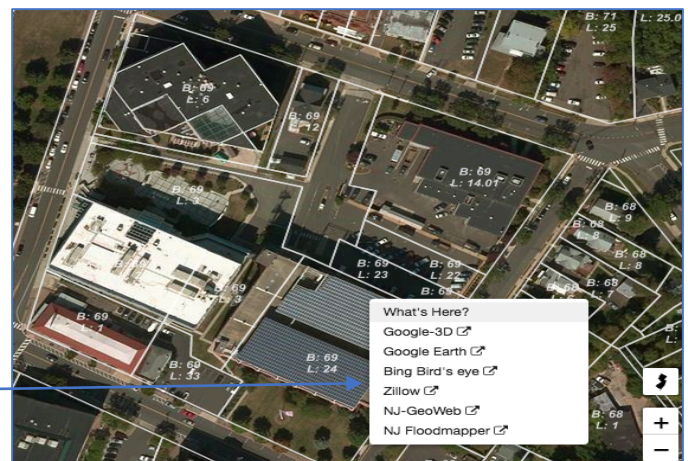 B: 71
L: 25
L: 25.0
B: 69
L: 6
B: 69
L: 12
B: 69
L: 14.01
B: 69
L: 3
B: 68
L: 9
B: 68
L: 8
B: 68
L: 8
B: 68
L: 7
B: 69
L: 23
B: 69
L: 22
B: 69
B: 69
L: 3
B: 69
L: 1
B: 69
L: 33
B: 69
L: 24
What's Here?
Google-3D
Google Earth
Bing Bird's eye
Zillow
NJ-GeoWeb
NJ Floodmapper
B: 68
L: 1
+
−